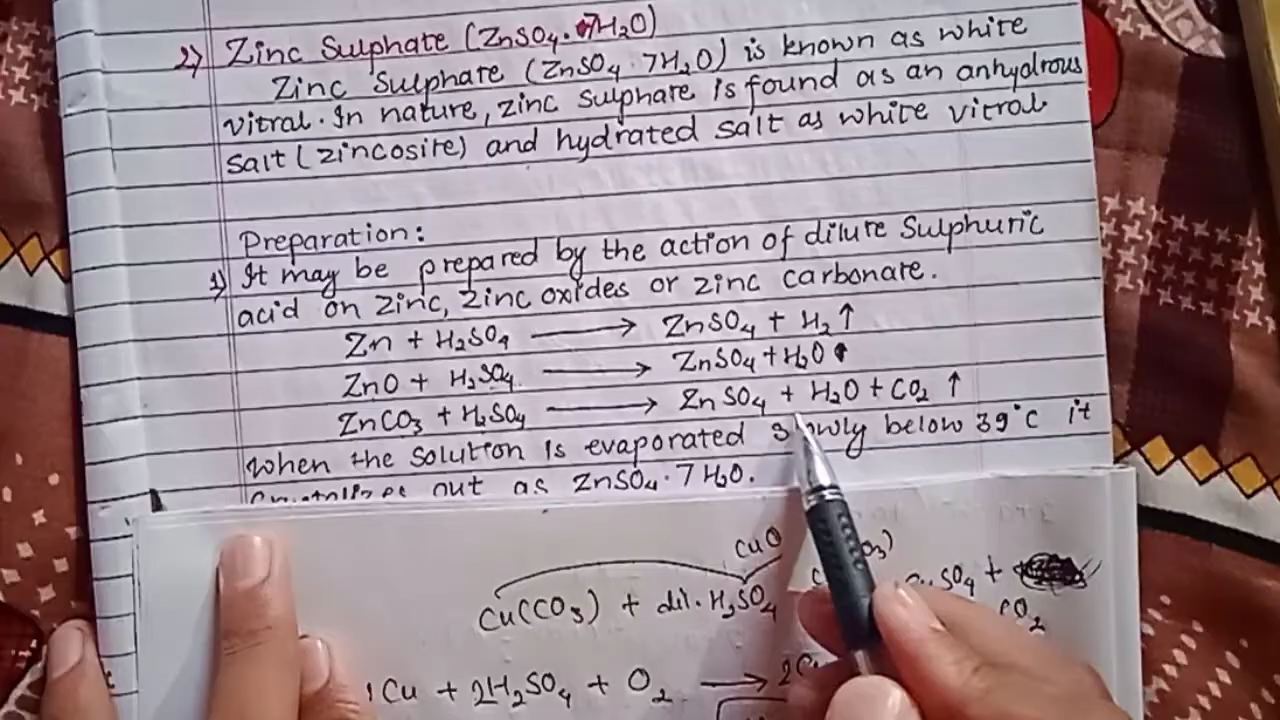 2) Zinc Sulphate (ZnSO₄·7H₂O)
Zinc Sulphate (ZnSO₄·7H₂O) is known as white
vitral. In nature, zinc sulphate is found as an anhydrous
salt (zincosite) and hydrated salt as white vitral
Preparation:
1) It may be prepared by the action of dilute Sulphuric
acid on zinc, zinc oxides or zinc carbonate.
Zn + H₂SO₄ → ZnSO₄ + H₂↑
ZnO + H₂SO₄ → ZnSO₄ + H₂O
ZnCO₃ + H₂SO₄ → ZnSO₄ + H₂O + CO₂ ↑
When the solution is evaporated slowly below 39°C it
out as ZnSO₄·7H₂O.
CuO
Cu(CO₃) + dil. H₂SO₄ SO₄ +
Cu + 2H₂SO₄ + O₂ →